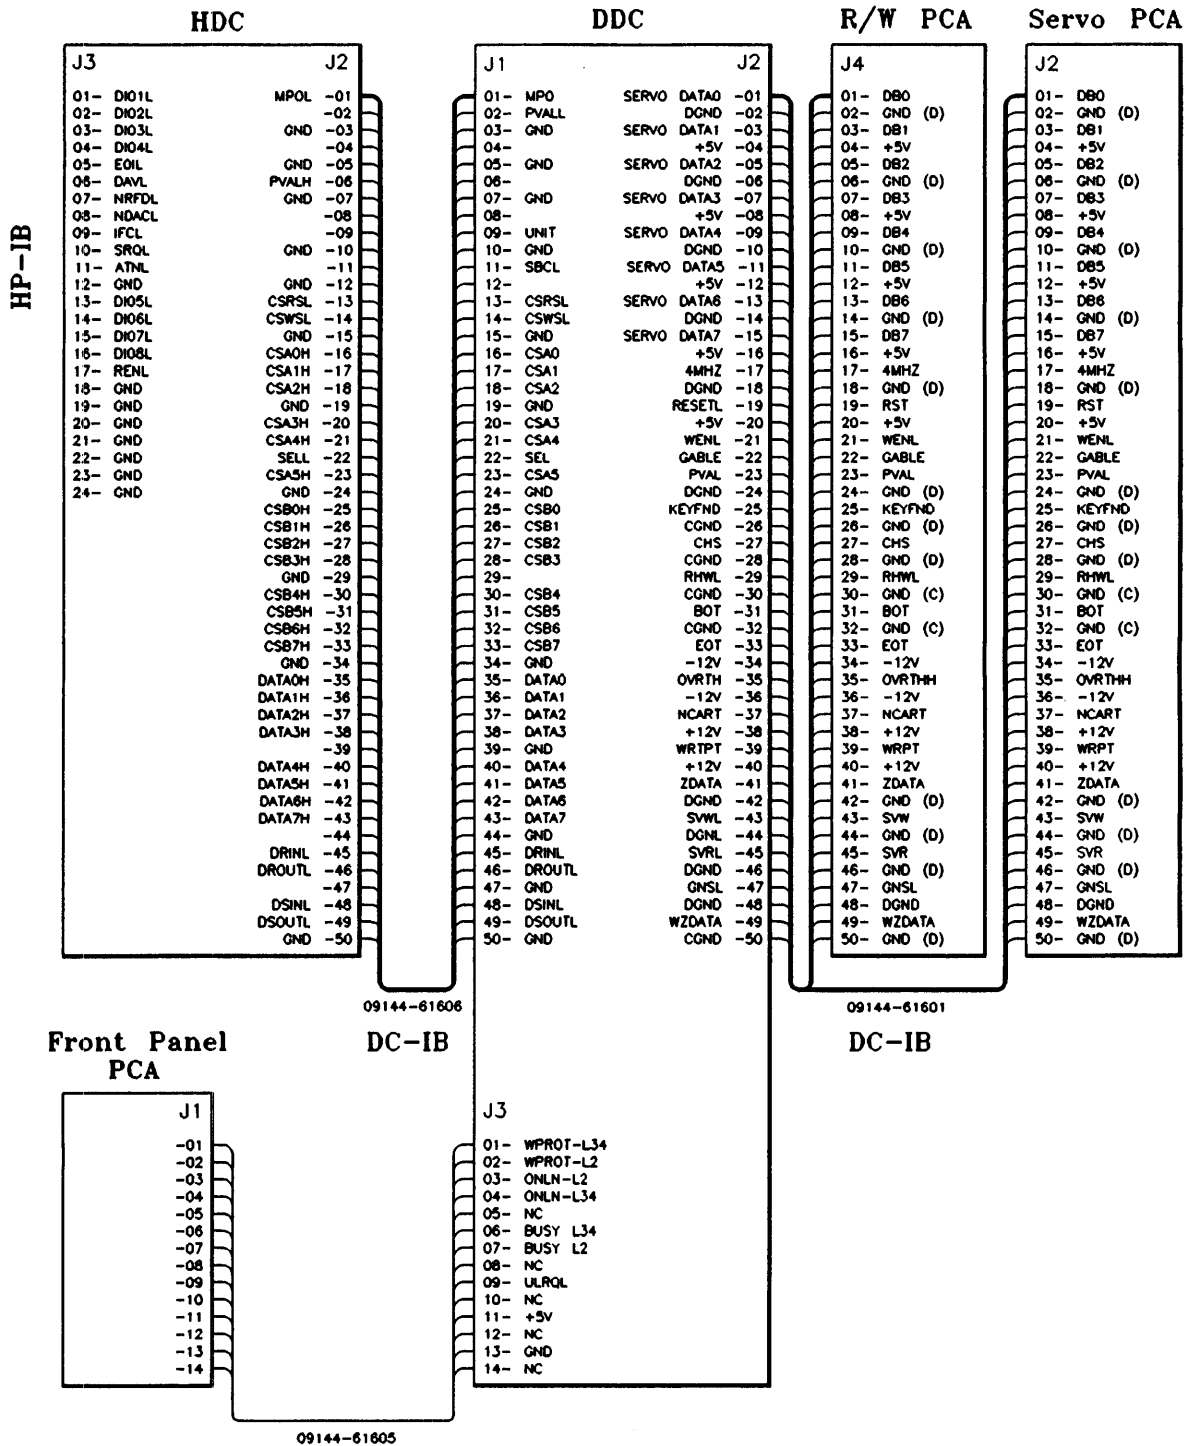 HDC DDC R/W PCA Servo PCA
J3 J2 J1 J2 J4 J2
01- DIO1L MPOL -01 01- MPO SERVO DATA0 -01 01- DB0 01- DB0
02- DIO2L -02 02- PVALL DGND -02 02- GND (D) 02- GND (D)
03- DIO3L GND -03 03- GND SERVO DATA1 -03 03- DB1 03- DB1
04- DIO4L -04 04- +5V -04 04- +5V 04- +5V
05- EOIL GND -05 05- GND SERVO DATA2 -05 05- DB2 05- DB2
06- DAVL PVALH -06 06- DGND -06 06- GND (D) 06- GND (D)
07- NRFDL GND -07 07- GND SERVO DATA3 -07 07- DB3 07- DB3
08- NDACL -08 08- +5V -08 08- +5V 08- +5V
09- IFCL -09 09- UNIT SERVO DATA4 -09 09- DB4 09- DB4
10- SRQL GND -10 10- GND DGND -10 10- GND (D) 10- GND (D)
11- ATNL -11 11- SBCL SERVO DATA5 -11 11- DB5 11- DB5
12- GND GND -12 12- +5V -12 12- +5V 12- +5V
13- DIO5L CSRSL -13 13- CSRSL SERVO DATA6 -13 13- DB6 13- DB6
14- DIO6L CSWSL -14 14- CSWSL DGND -14 14- GND (D) 14- GND (D)
15- DIO7L GND -15 15- GND SERVO DATA7 -15 15- DB7 15- DB7
16- DIO8L CSA0H -16 16- CSA0 +5V -16 16- +5V 16- +5V
17- RENL CSA1H -17 17- CSA1 4MHZ -17 17- 4MHZ 17- 4MHZ
18- GND CSA2H -18 18- CSA2 DGND -18 18- GND (D) 18- GND (D)
19- GND GND -19 19- GND RESETL -19 19- RST 19- RST
20- GND CSA3H -20 20- CSA3 +5V -20 20- +5V 20- +5V
21- GND CSA4H -21 21- CSA4 WENL -21 21- WENL 21- WENL
22- GND SELL -22 22- SEL GABLE -22 22- GABLE 22- GABLE
23- GND CSA5H -23 23- CSA5 PVAL -23 23- PVAL 23- PVAL
24- GND GND -24 24- GND DGND -24 24- GND (D) 24- GND (D)
CSB0H -25 25- CSB0 KEYFND -25 25- KEYFND 25- KEYFND
CSB1H -26 26- CSB1 CGND -26 26- GND (D) 26- GND (D)
CSB2H -27 27- CSB2 CHS -27 27- CHS 27- CHS
CSB3H -28 28- CSB3 CGND -28 28- GND (D) 28- GND (D)
GND -29 29- RHWL -29 29- RHWL 29- RHWL
CSB4H -30 30- CSB4 CGND -30 30- GND (C) 30- GND (C)
CSB5H -31 31- CSB5 BOT -31 31- BOT 31- BOT
CSB6H -32 32- CSB6 CGND -32 32- GND (C) 32- GND (C)
CSB7H -33 33- CSB7 EOT -33 33- EOT 33- EOT
GND -34 34- GND -12V -34 34- -12V 34- -12V
DATA0H -35 35- DATA0 OVRTH -35 35- OVRTHH 35- OVRTHH
DATA1H -36 36- DATA1 -12V -36 36- -12V 36- -12V
DATA2H -37 37- DATA2 NCART -37 37- NCART 37- NCART
DATA3H -38 38- DATA3 +12V -38 38- +12V 38- +12V
-39 39- GND WRTPT -39 39- WRPT 39- WRPT
DATA4H -40 40- DATA4 +12V -40 40- +12V 40- +12V
DATA5H -41 41- DATA5 ZDATA -41 41- ZDATA 41- ZDATA
DATA6H -42 42- DATA6 DGND -42 42- GND (D) 42- GND (D)
DATA7H -43 43- DATA7 SVWL -43 43- SVW 43- SVW
-44 44- GND DGNL -44 44- GND (D) 44- GND (D)
DRINL -45 45- DRINL SVRL -45 45- SVR 45- SVR
DROUTL -46 46- DROUTL DGND -46 46- GND (D) 46- GND (D)
-47 47- GND GNSL -47 47- GNSL 47- GNSL
DSINL -48 48- DSINL DGND -48 48- DGND 48- DGND
DSOUTL -49 49- DSOUTL WZDATA -49 49- WZDATA 49- WZDATA
GND -50 50- GND CGND -50 50- GND (D) 50- GND (D)
HP-IB
09144-61606 09144-61601
DC-IB DC-IB
Front Panel
PCA
J1 J3
-01 01- WPROT-L34
-02 02- WPROT-L2
-03 03- ONLN-L2
-04 04- ONLN-L34
-05 05- NC
-06 06- BUSY L34
-07 07- BUSY L2
-08 08- NC
-09 09- ULRQL
-10 10- NC
-11 11- +5V
-12 12- NC
-13 13- GND
-14 14- NC
09144-61605